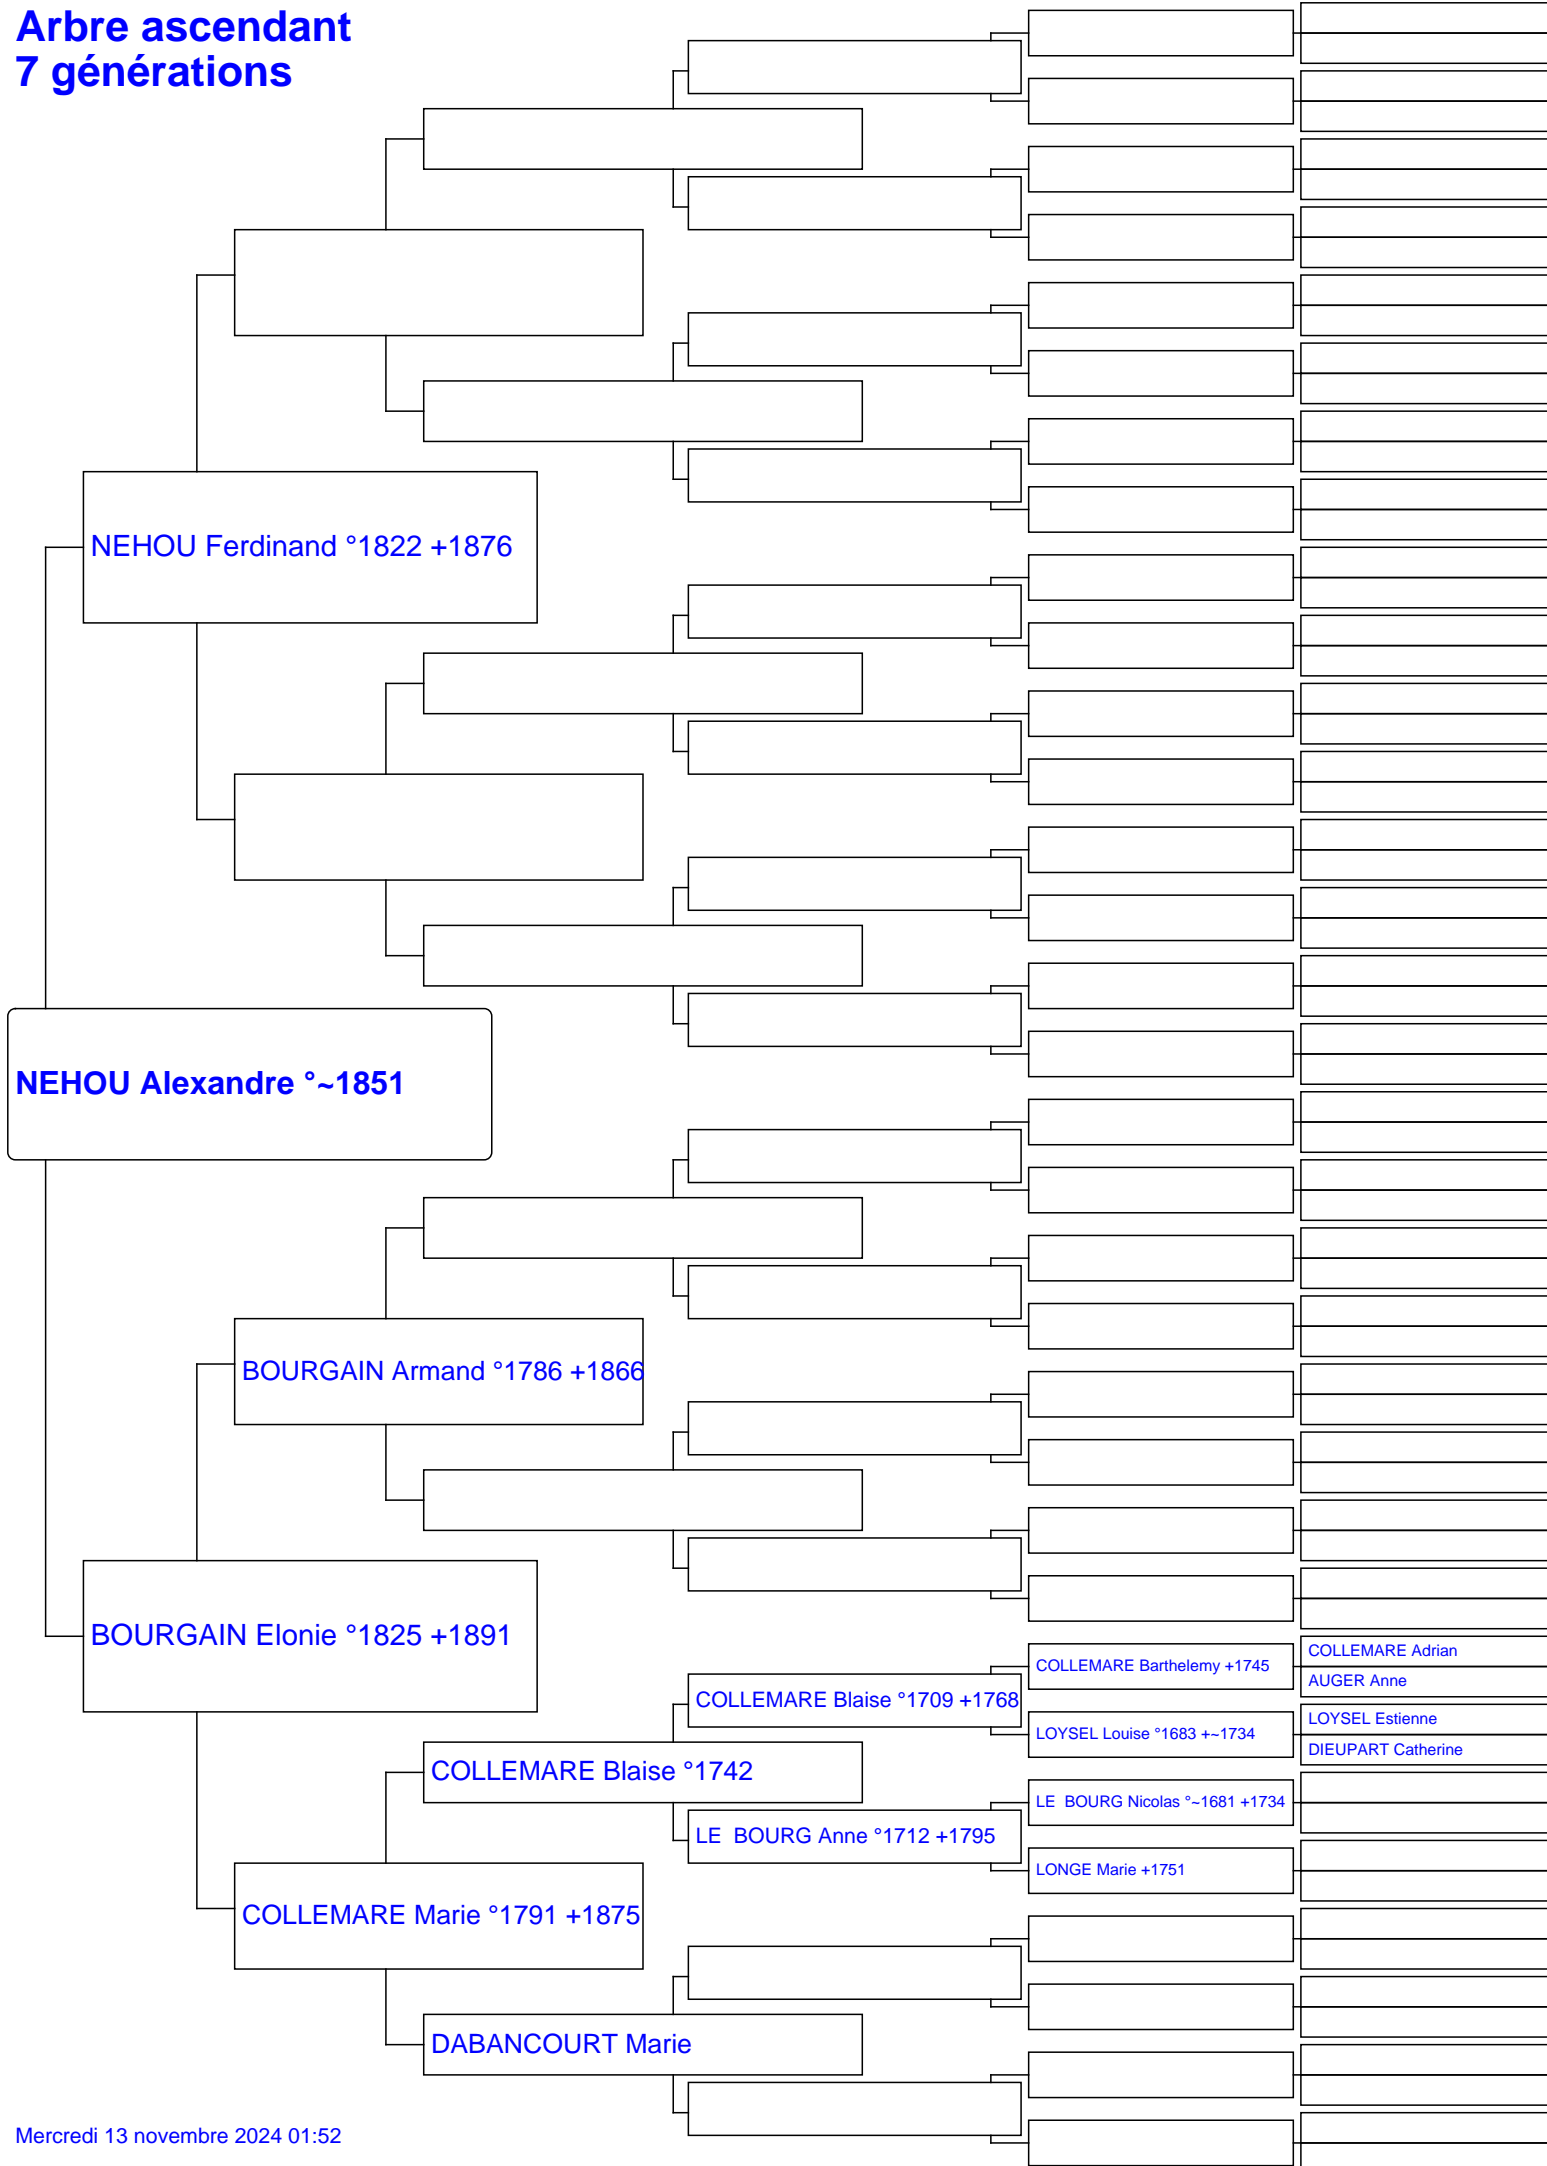 Arbre ascendant
7 générations
NEHOU Ferdinand °1822 +1876
NEHOU Alexandre °~1851
BOURGAIN Armand °1786 +1866
BOURGAIN Elonie °1825 +1891
COLLEMARE Barthelemy +1745
COLLEMARE Adrian
AUGER Anne
COLLEMARE Blaise °1709 +1768
LOYSEL Louise °1683 +~1734
LOYSEL Estienne
DIEUPART Catherine
COLLEMARE Blaise °1742
LE  BOURG Nicolas °~1681 +1734
LE  BOURG Anne °1712 +1795
LONGE Marie +1751
COLLEMARE Marie °1791 +1875
DABANCOURT Marie
Mercredi 13 novembre 2024 01:52